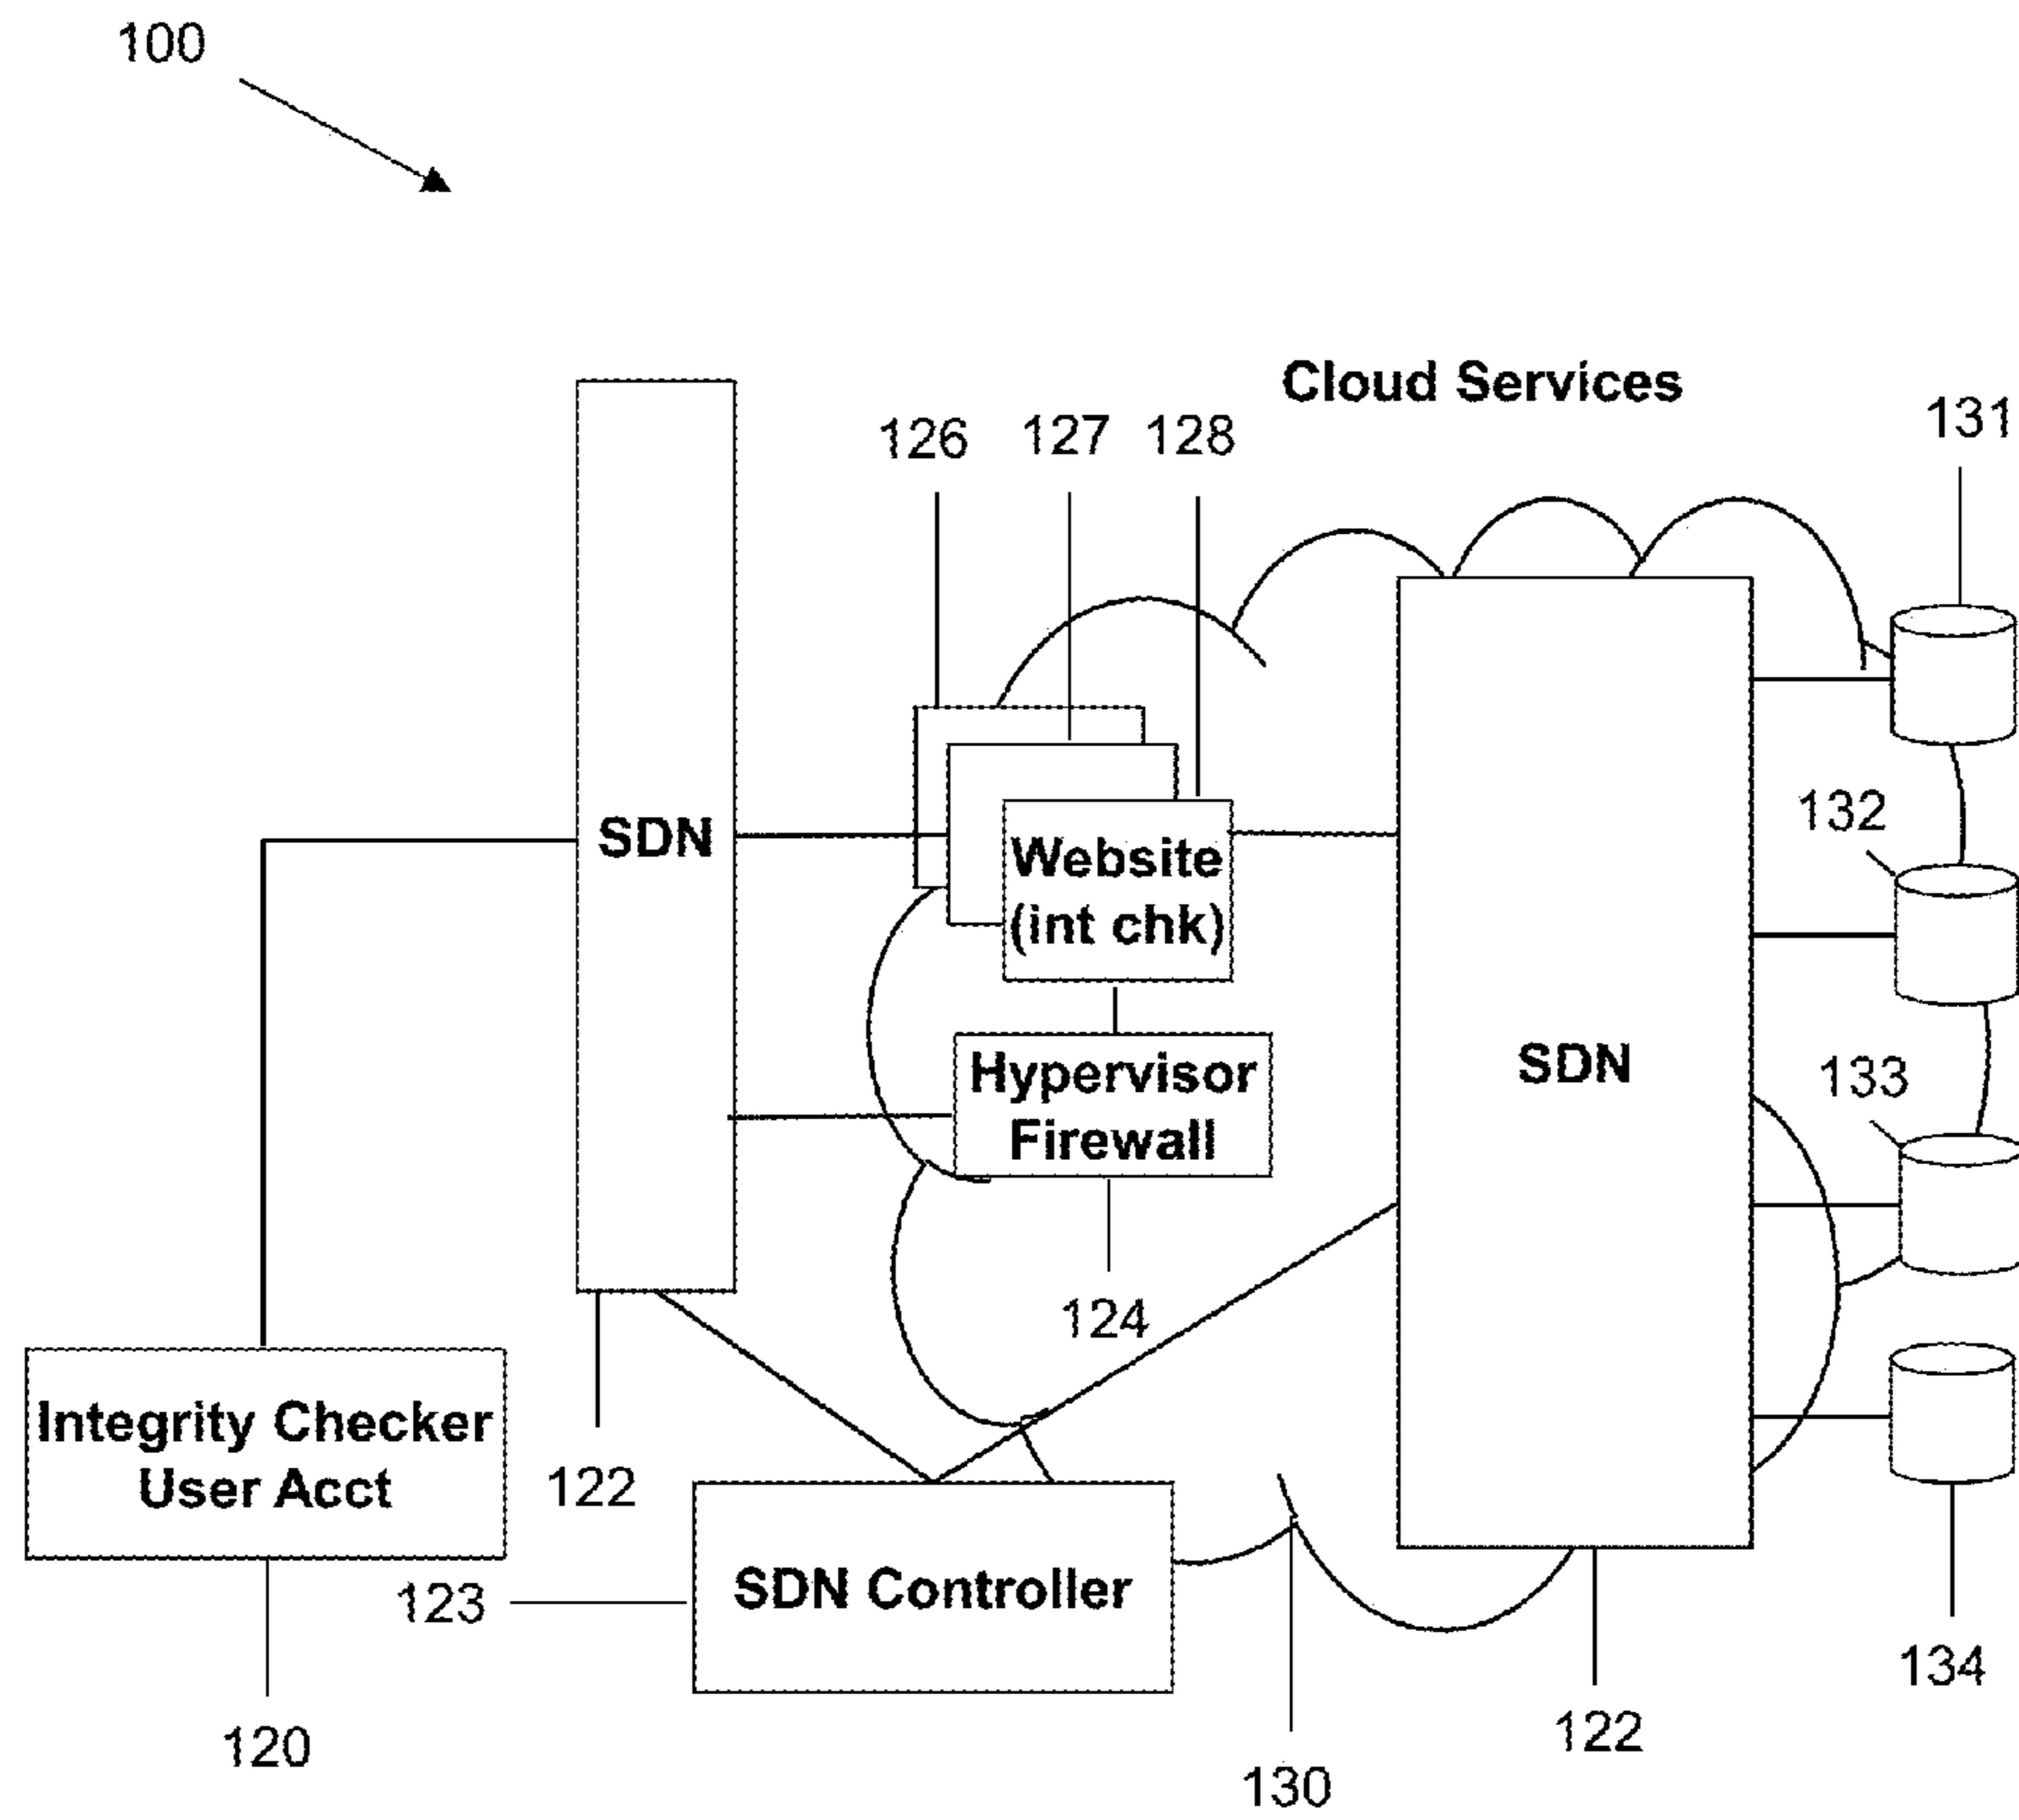 100
Cloud Services
126 127 128
131
132
SDN
Website
(int chk)
Hypervisor
Firewall
SDN
133
124
Integrity Checker
User Acct
122
123
SDN Controller
134
120
122
130